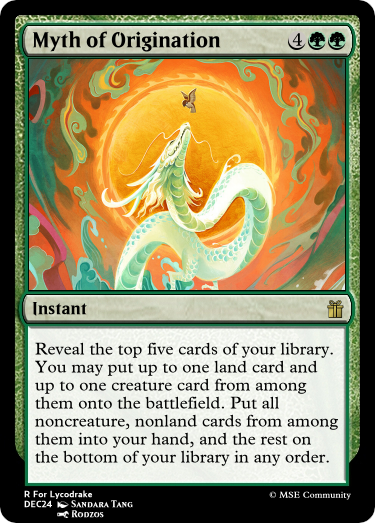 Myth of Origination 4
Instant
Reveal the top five cards of your library.
You may put up to one land card and
up to one creature card from among
them onto the battlefield. Put all
noncreature, nonland cards from among
them into your hand, and the rest on
the bottom of your library in any order.
R For Lycodrake
DEC24 Sandara Tang
Rodzos
© MSE Community